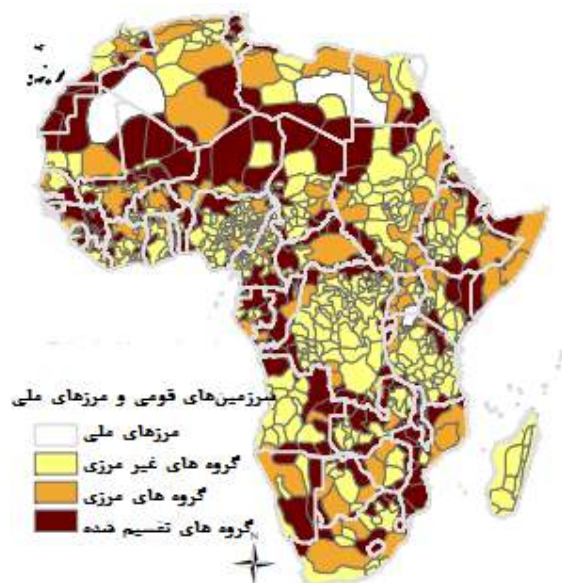 سرزمین‌های قومی و مرزهای ملی
مرزهای ملی
گروه های غیر مرزی
گروه های مرزی
گروه های تقسیم شده
N